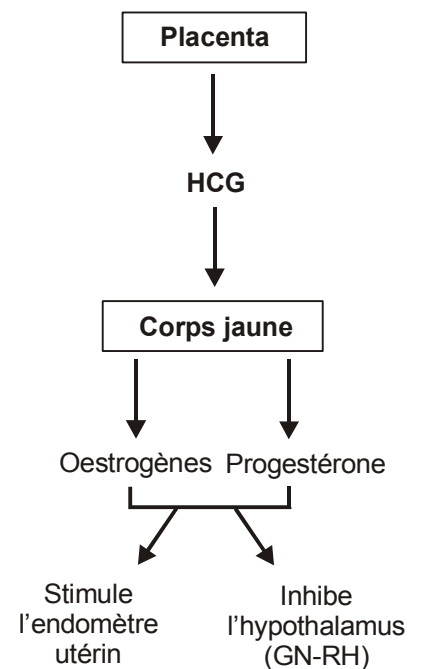 Placenta
HCG
Corps jaune
Oestrogènes Progestérone
Stimule
l’endomètre
utérin
Inhibe
l’hypothalamus
(GN-RH)